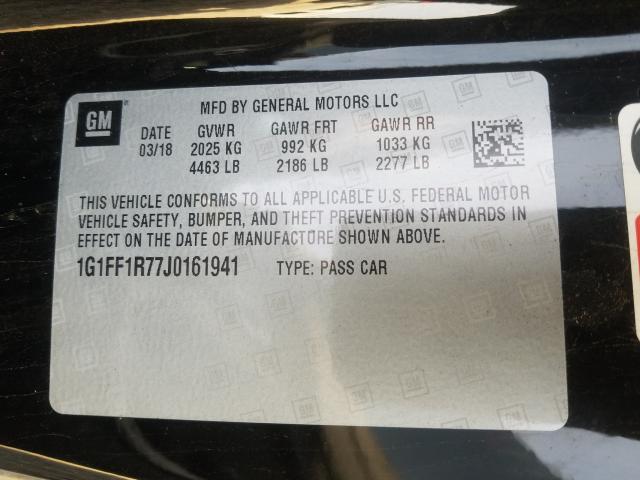 GM
MFD BY GENERAL MOTORS LLC
DATE GVWR GAWR FRT GAWR RR
03/18 2025 KG 992 KG 1033 KG
4463 LB 2186 LB 2277 LB
THIS VEHICLE CONFORMS TO ALL APPLICABLE U.S. FEDERAL MOTOR
VEHICLE SAFETY, BUMPER, AND THEFT PREVENTION STANDARDS IN
EFFECT ON THE DATE OF MANUFACTURE SHOWN ABOVE.
1G1FF1R77J0161941 TYPE: PASS CAR